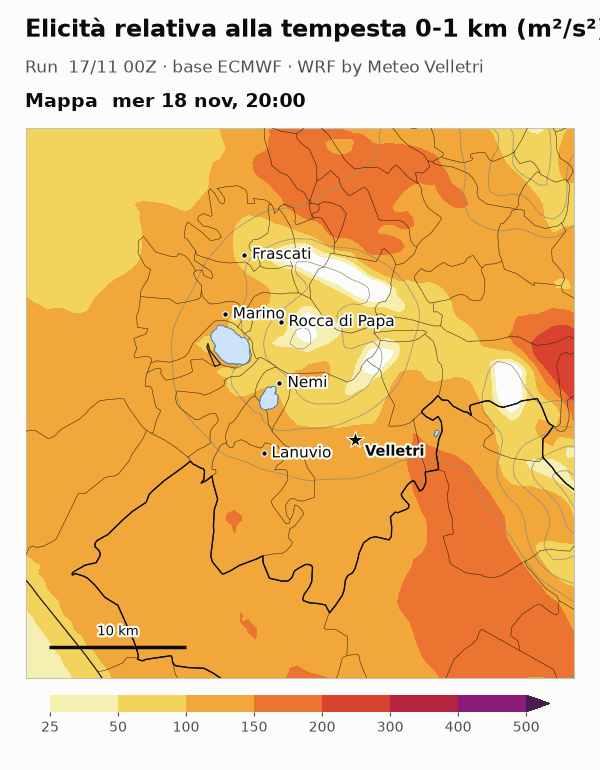 Elicità relativa alla tempesta 0-1 km (m²/s²)
Run  17/11 00Z · base ECMWF · WRF by Meteo Velletri
Mappa  mer 18 nov, 20:00
Frascati
Marino
Rocca di Papa
Nemi
Lanuvio
Velletri
10 km
25 50 100 150 200 300 400 500